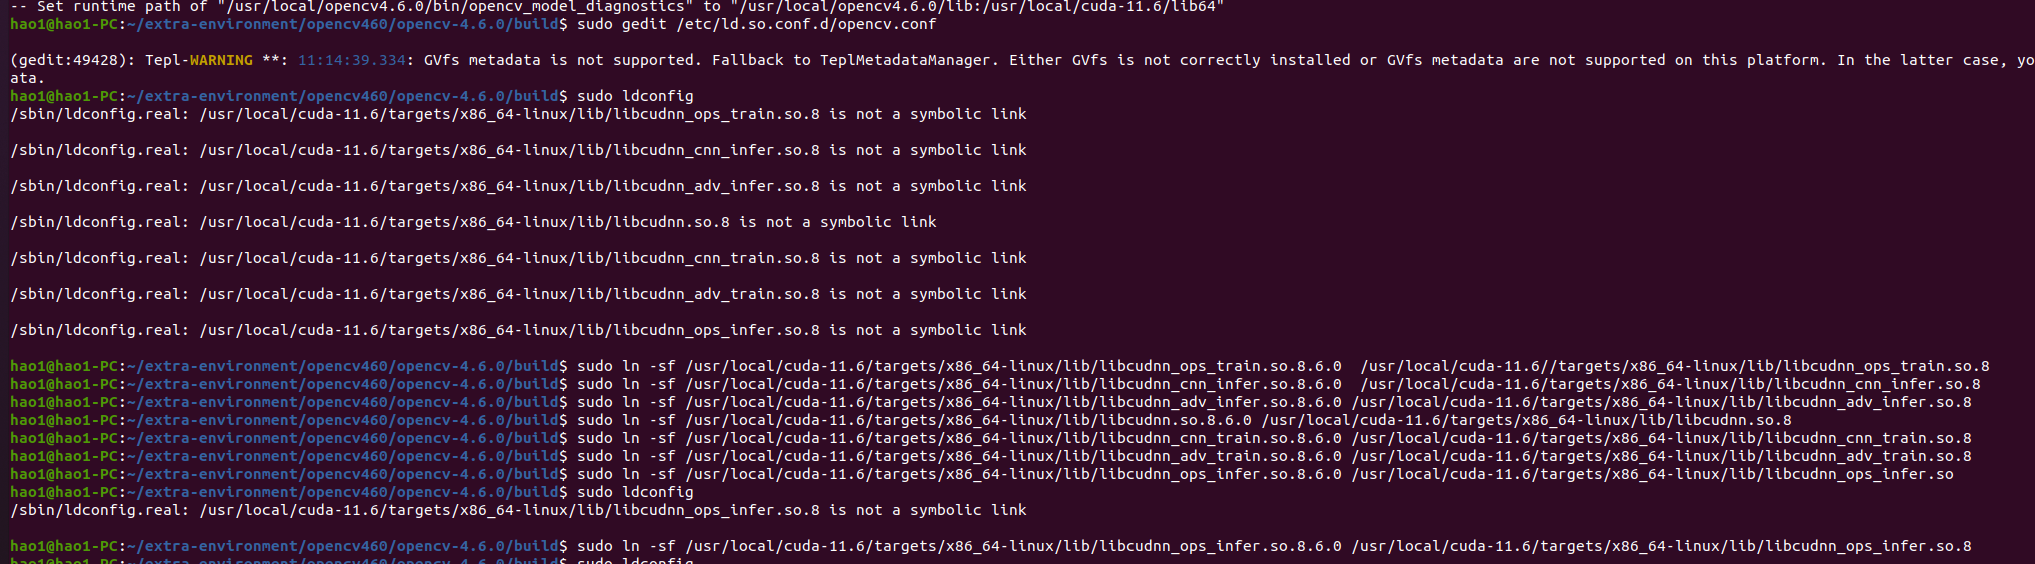 -- Set runtime path of "/usr/local/opencv4.6.0/bin/opencv_model_diagnostics" to "/usr/local/opencv4.6.0/lib:/usr/local/cuda-11.6/lib64"
hao1@hao1-PC:~/extra-environment/opencv460/opencv-4.6.0/build$ sudo gedit /etc/ld.so.conf.d/opencv.conf
(gedit:49428): Tepl-WARNING **: 11:14:39.334: GVfs metadata is not supported. Fallback to TeplMetadataManager. Either GVfs is not correctly installed or GVfs metadata are not supported on this platform. In the latter case, yo
ata.
hao1@hao1-PC:~/extra-environment/opencv460/opencv-4.6.0/build$ sudo ldconfig
/sbin/ldconfig.real: /usr/local/cuda-11.6/targets/x86_64-linux/lib/libcudnn_ops_train.so.8 is not a symbolic link
/sbin/ldconfig.real: /usr/local/cuda-11.6/targets/x86_64-linux/lib/libcudnn_cnn_infer.so.8 is not a symbolic link
/sbin/ldconfig.real: /usr/local/cuda-11.6/targets/x86_64-linux/lib/libcudnn_adv_infer.so.8 is not a symbolic link
/sbin/ldconfig.real: /usr/local/cuda-11.6/targets/x86_64-linux/lib/libcudnn.so.8 is not a symbolic link
/sbin/ldconfig.real: /usr/local/cuda-11.6/targets/x86_64-linux/lib/libcudnn_cnn_train.so.8 is not a symbolic link
/sbin/ldconfig.real: /usr/local/cuda-11.6/targets/x86_64-linux/lib/libcudnn_adv_train.so.8 is not a symbolic link
/sbin/ldconfig.real: /usr/local/cuda-11.6/targets/x86_64-linux/lib/libcudnn_ops_infer.so.8 is not a symbolic link
hao1@hao1-PC:~/extra-environment/opencv460/opencv-4.6.0/build$ sudo ln -sf /usr/local/cuda-11.6/targets/x86_64-linux/lib/libcudnn_ops_train.so.8.6.0  /usr/local/cuda-11.6//targets/x86_64-linux/lib/libcudnn_ops_train.so.8
hao1@hao1-PC:~/extra-environment/opencv460/opencv-4.6.0/build$ sudo ln -sf /usr/local/cuda-11.6/targets/x86_64-linux/lib/libcudnn_cnn_infer.so.8.6.0  /usr/local/cuda-11.6/targets/x86_64-linux/lib/libcudnn_cnn_infer.so.8
hao1@hao1-PC:~/extra-environment/opencv460/opencv-4.6.0/build$ sudo ln -sf /usr/local/cuda-11.6/targets/x86_64-linux/lib/libcudnn_adv_infer.so.8.6.0 /usr/local/cuda-11.6/targets/x86_64-linux/lib/libcudnn_adv_infer.so.8
hao1@hao1-PC:~/extra-environment/opencv460/opencv-4.6.0/build$ sudo ln -sf /usr/local/cuda-11.6/targets/x86_64-linux/lib/libcudnn.so.8.6.0 /usr/local/cuda-11.6/targets/x86_64-linux/lib/libcudnn.so.8
hao1@hao1-PC:~/extra-environment/opencv460/opencv-4.6.0/build$ sudo ln -sf /usr/local/cuda-11.6/targets/x86_64-linux/lib/libcudnn_cnn_train.so.8.6.0 /usr/local/cuda-11.6/targets/x86_64-linux/lib/libcudnn_cnn_train.so.8
hao1@hao1-PC:~/extra-environment/opencv460/opencv-4.6.0/build$ sudo ln -sf /usr/local/cuda-11.6/targets/x86_64-linux/lib/libcudnn_adv_train.so.8.6.0 /usr/local/cuda-11.6/targets/x86_64-linux/lib/libcudnn_adv_train.so.8
hao1@hao1-PC:~/extra-environment/opencv460/opencv-4.6.0/build$ sudo ln -sf /usr/local/cuda-11.6/targets/x86_64-linux/lib/libcudnn_ops_infer.so.8.6.0 /usr/local/cuda-11.6/targets/x86_64-linux/lib/libcudnn_ops_infer.so
hao1@hao1-PC:~/extra-environment/opencv460/opencv-4.6.0/build$ sudo ldconfig
/sbin/ldconfig.real: /usr/local/cuda-11.6/targets/x86_64-linux/lib/libcudnn_ops_infer.so.8 is not a symbolic link
hao1@hao1-PC:~/extra-environment/opencv460/opencv-4.6.0/build$ sudo ln -sf /usr/local/cuda-11.6/targets/x86_64-linux/lib/libcudnn_ops_infer.so.8.6.0 /usr/local/cuda-11.6/targets/x86_64-linux/lib/libcudnn_ops_infer.so.8
hao1@hao1-PC:~/extra-environment/opencv460/opencv-4.6.0/build$ sudo ldconfig